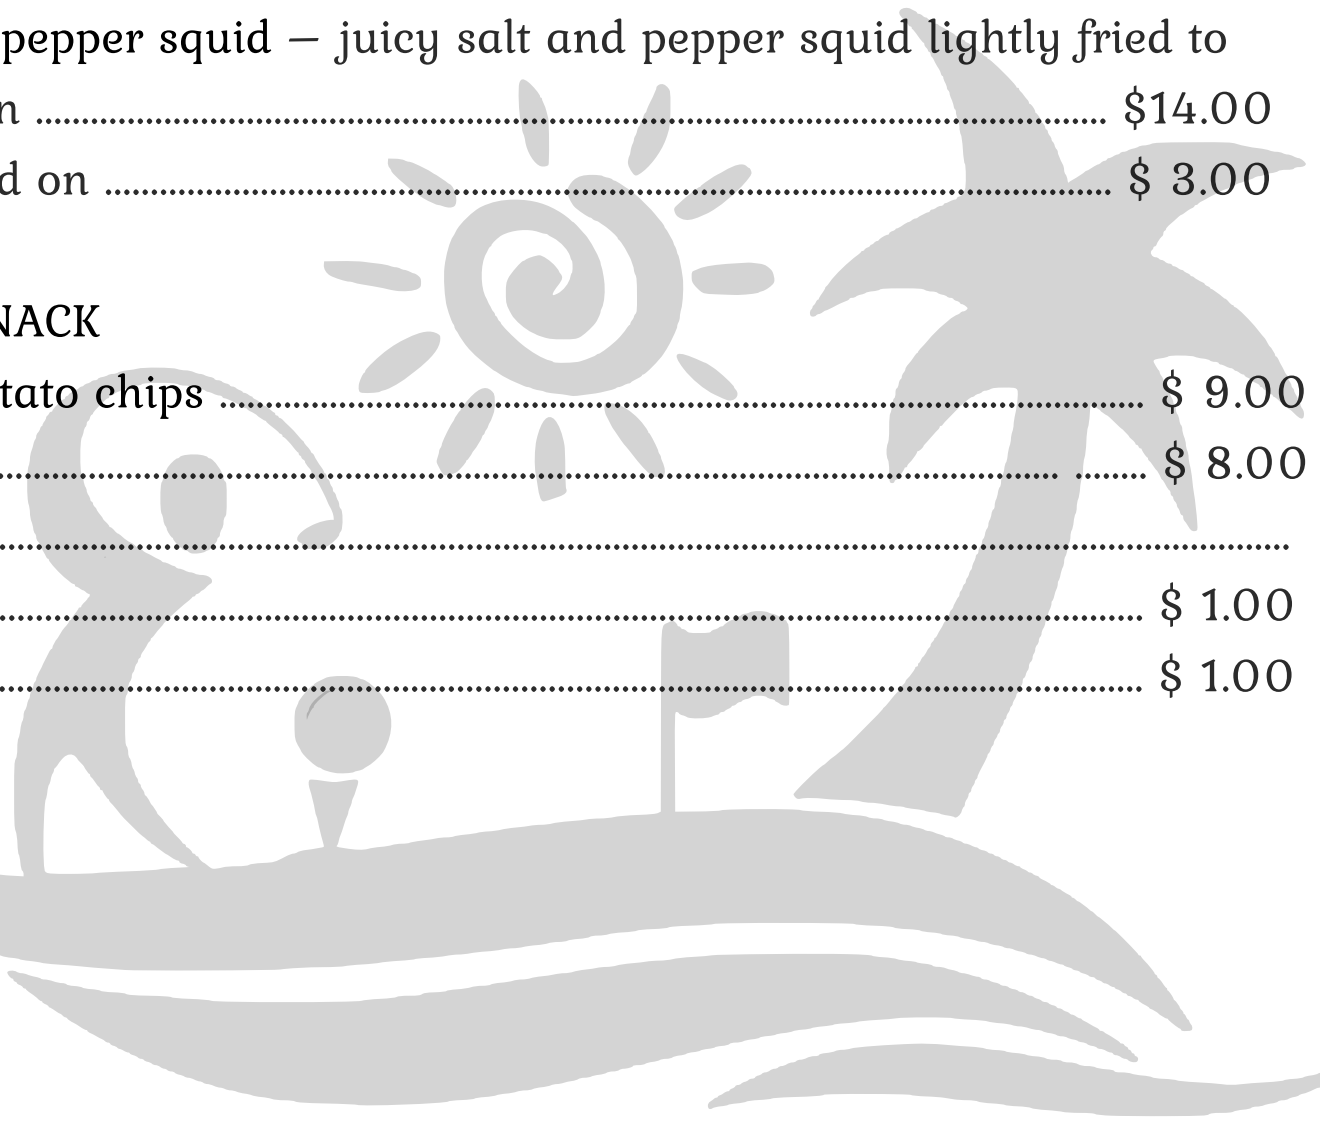 pepper squid – juicy salt and pepper squid lightly fried to
n ........................................ $14.00
d on ........................................ $ 3.00
NACK
tato chips ........................................ $ 9.00
........................................ ....... $ 8.00
........................................
........................................ $ 1.00
........................................ $ 1.00